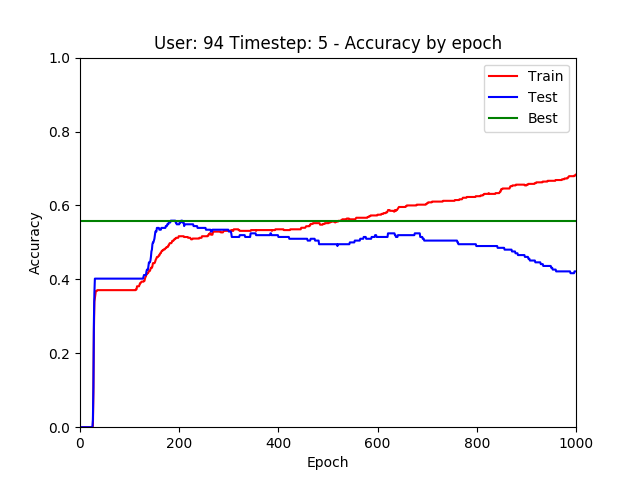 User: 94 Timestep: 5 - Accuracy by epoch
1.0
0.8
0.6
0.4
0.2
0.0
Accuracy
Train
Test
Best
0 200 400 600 800 1000
Epoch